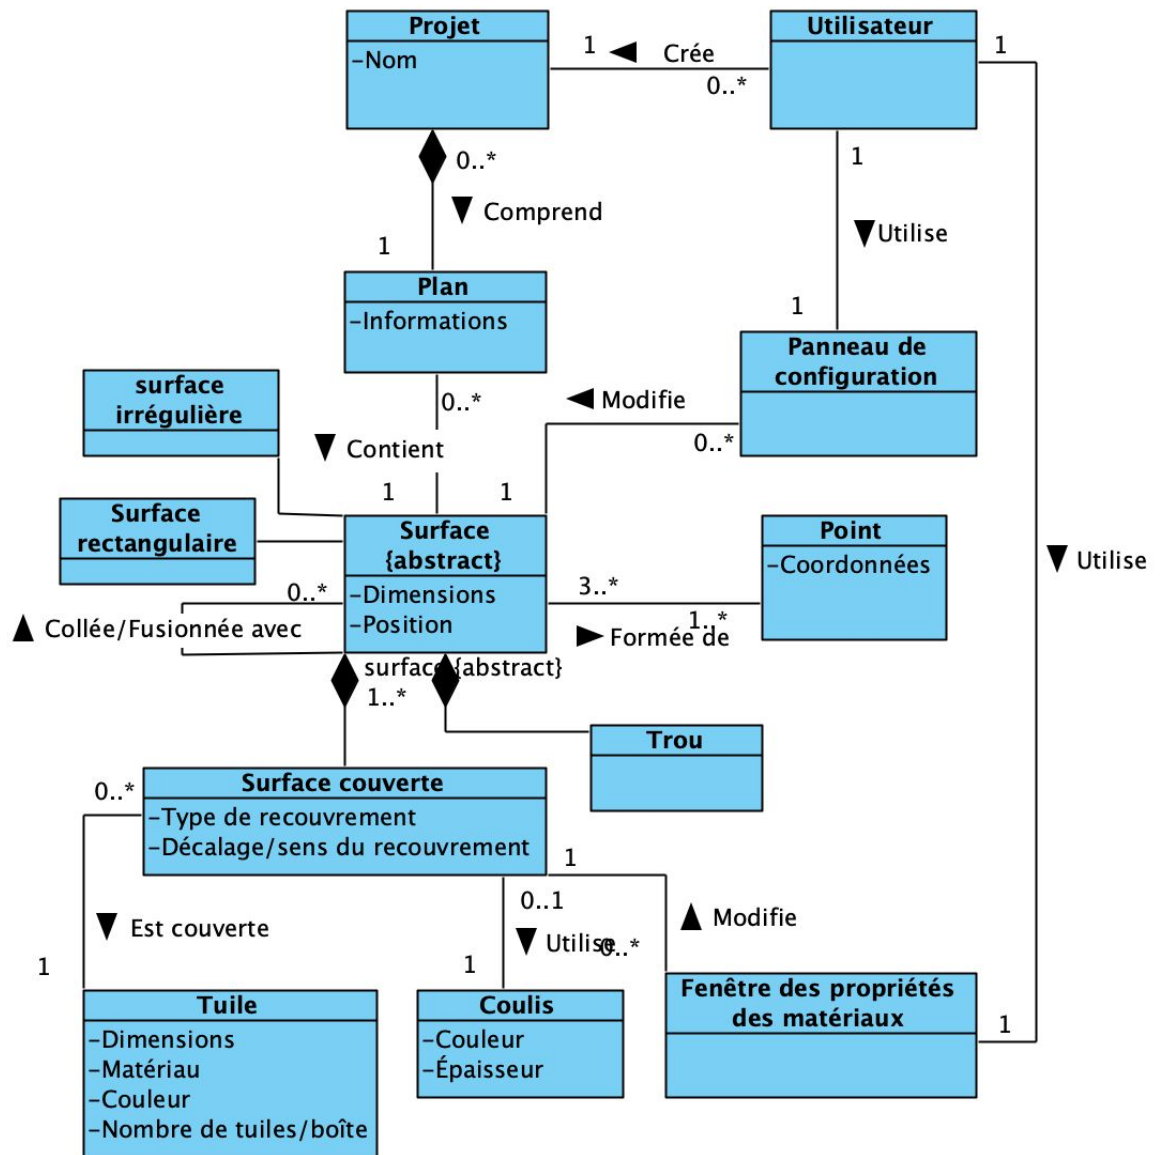 Projet
–Nom
1
Crée
0..*
Utilisateur
1
0..*
Comprend
1
1
Utilise
1
Plan
–Informations
Panneau de
configuration
surface
irrégulière
0..*
Modifie
0..*
Contient
1
1
Surface
rectangulaire
Surface
{abstract}
–Dimensions
–Position
Point
–Coordonnées
Utilise
0..*
3..*
1..*
Collée/Fusionnée avec
Formée de
surface {abstract}
1..*
Trou
Surface couverte
–Type de recouvrement
–Décalage/sens du recouvrement
0..*
1
0..1
Modifie
Est couverte
Utilise
0..*
1
1
Tuile
–Dimensions
–Matériau
–Couleur
–Nombre de tuiles/boîte
Coulis
–Couleur
–Épaisseur
Fenêtre des propriétés
des matériaux
1